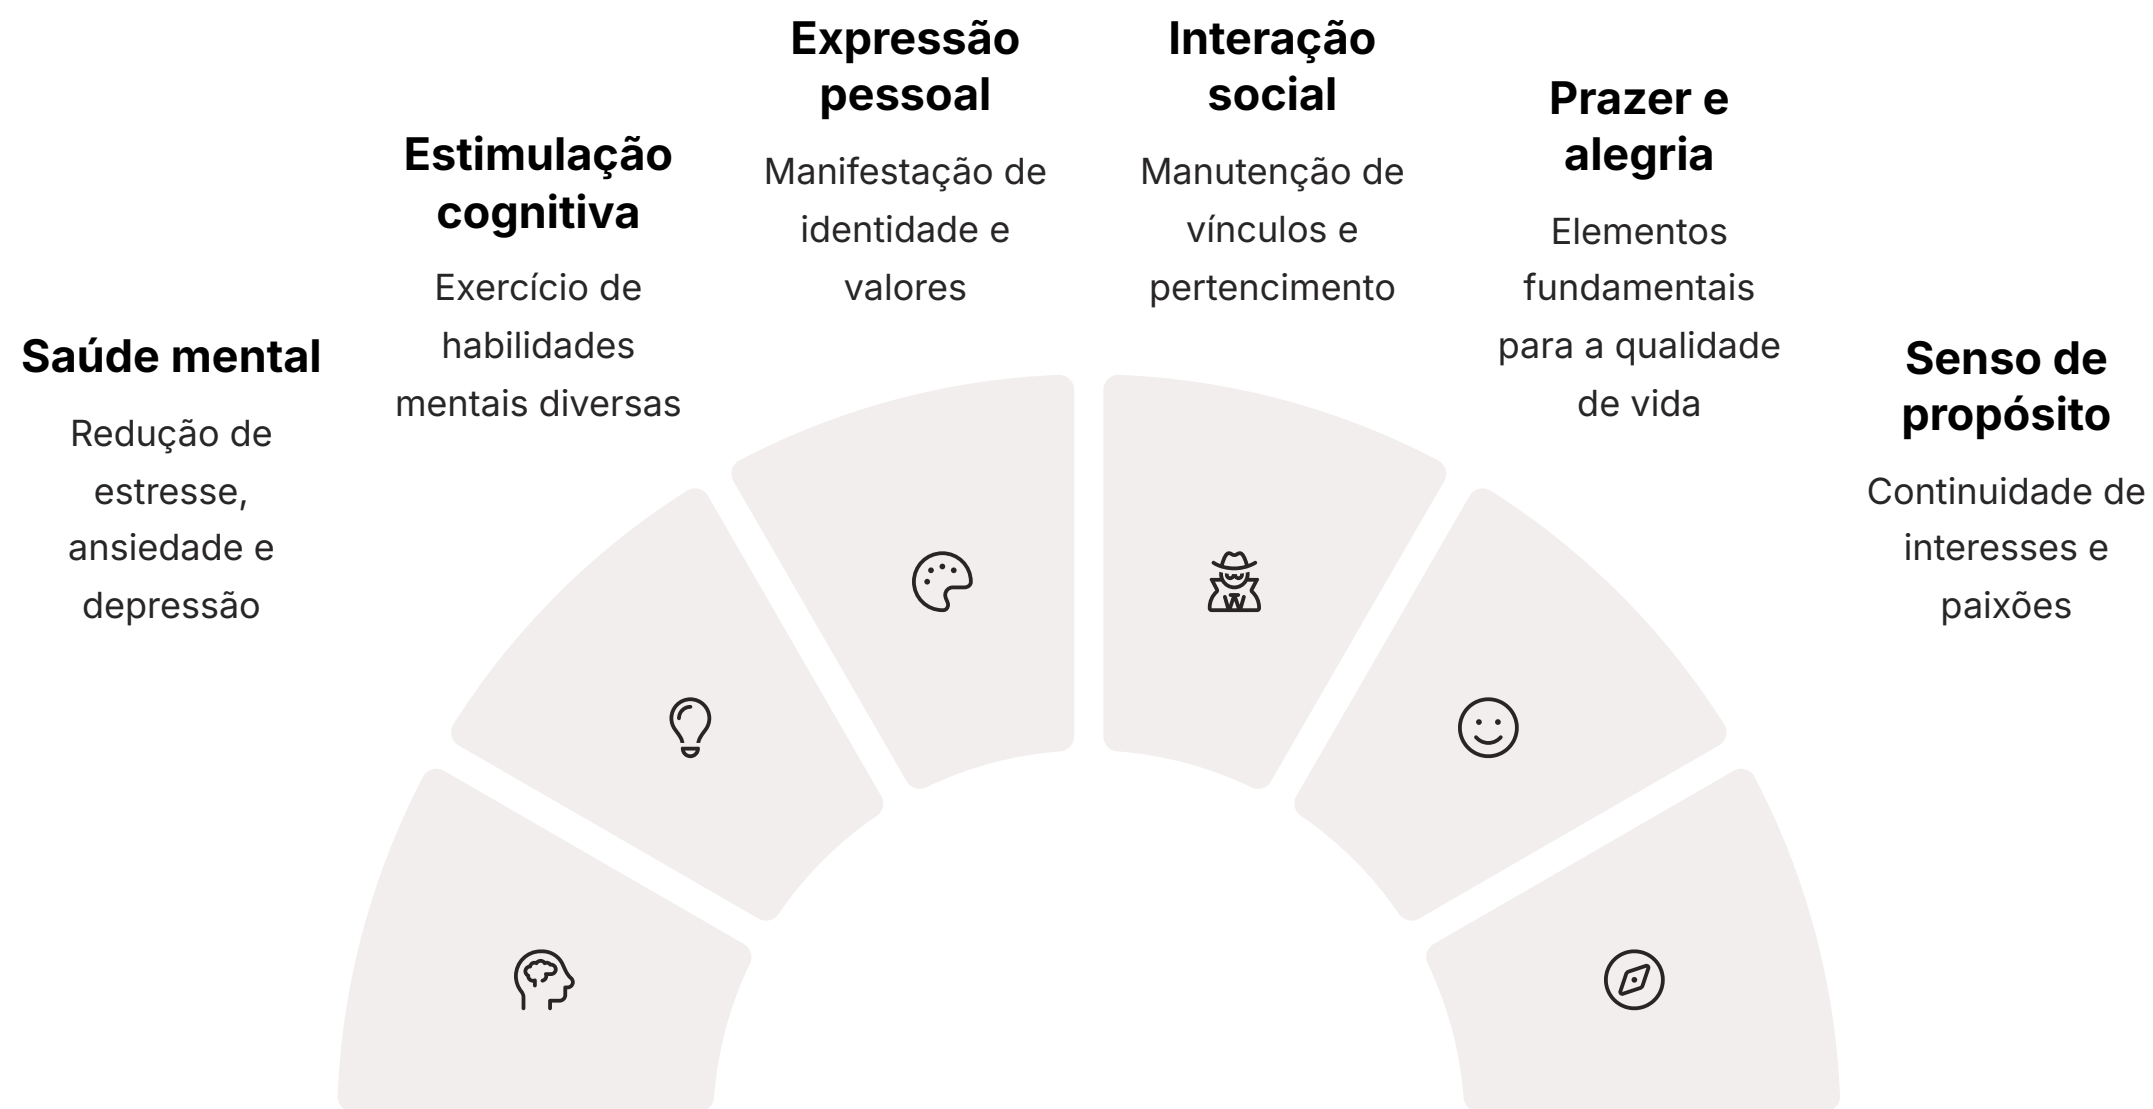 Saúde mental
Redução de
estresse,
ansiedade e
depressão
Estimulação
cognitiva
Exercício de
habilidades
mentais diversas
Expressão
pessoal
Manifestação de
identidade e
valores
Interação
social
Manutenção de
vínculos e
pertencimento
Prazer e
alegria
Elementos
fundamentais
para a qualidade
de vida
Senso de
propósito
Continuidade de
interesses e
paixões